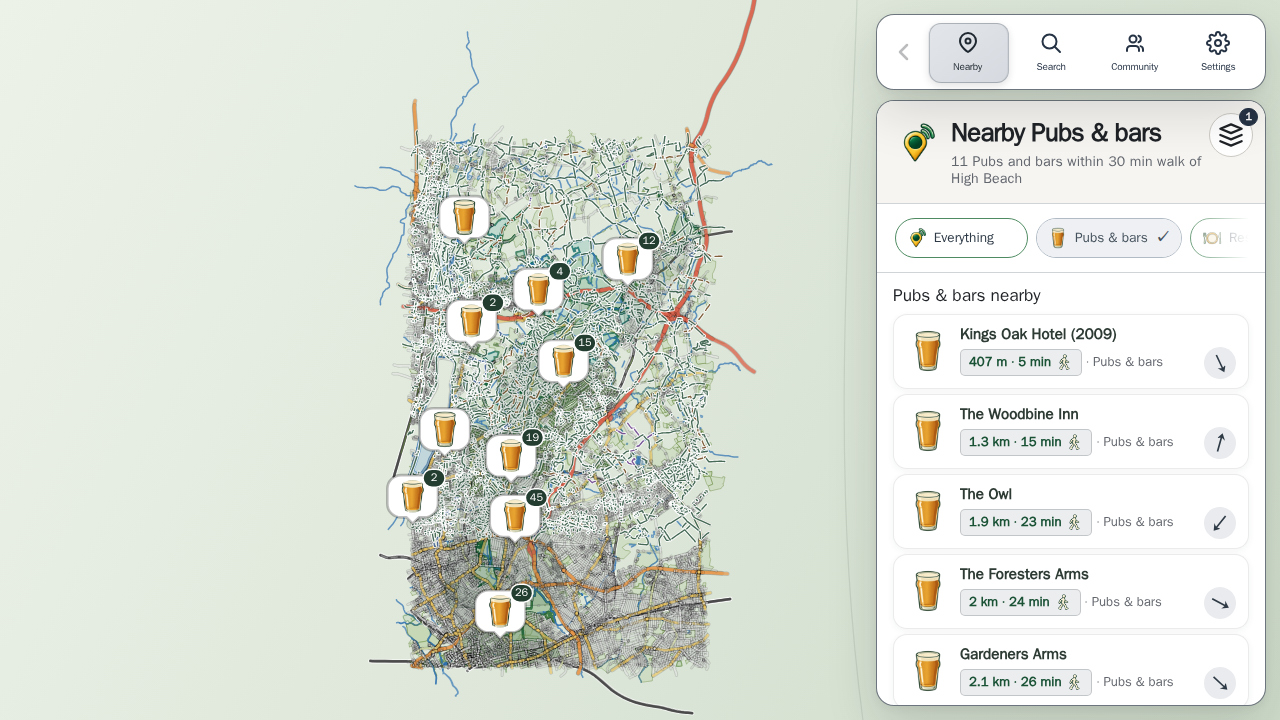 Nearby
Search
Community
Settings
Nearby Pubs & bars
1
11 Pubs and bars within 30 min walk of
High Beach
Everything
Pubs & bars ✓
Re
Pubs & bars nearby
Kings Oak Hotel (2009)
407 m · 5 min · Pubs & bars
The Woodbine Inn
1.3 km · 15 min · Pubs & bars
The Owl
1.9 km · 23 min · Pubs & bars
The Foresters Arms
2 km · 24 min · Pubs & bars
Gardeners Arms
2.1 km · 26 min · Pubs & bars
12
4
2
15
19
2
45
26